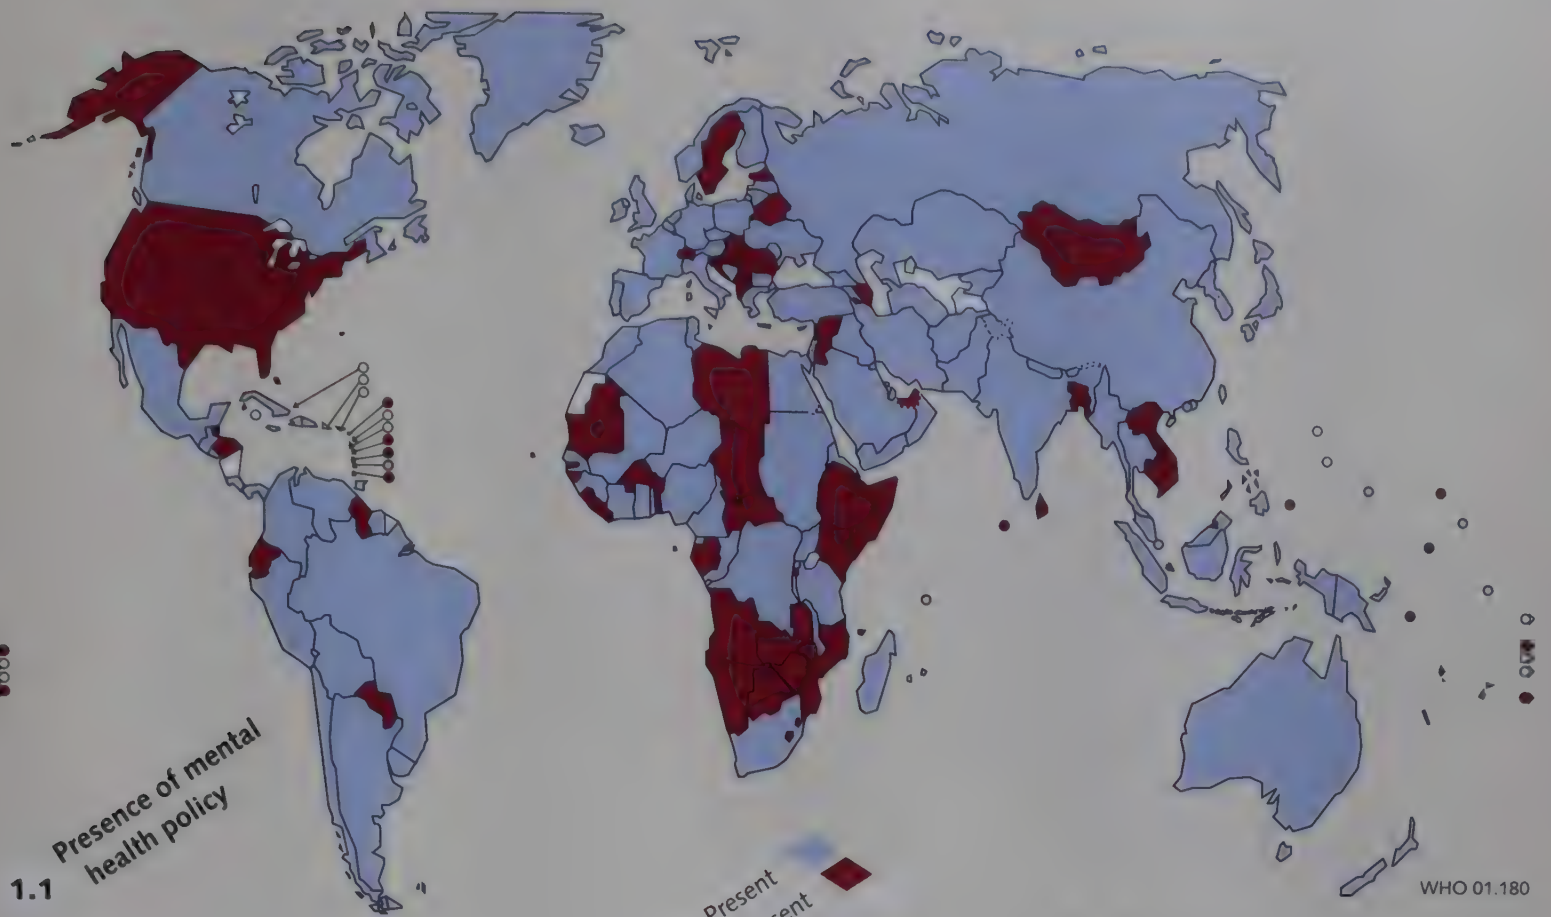 Presence of mental
health policy
1.1
Present
WHO 01.180